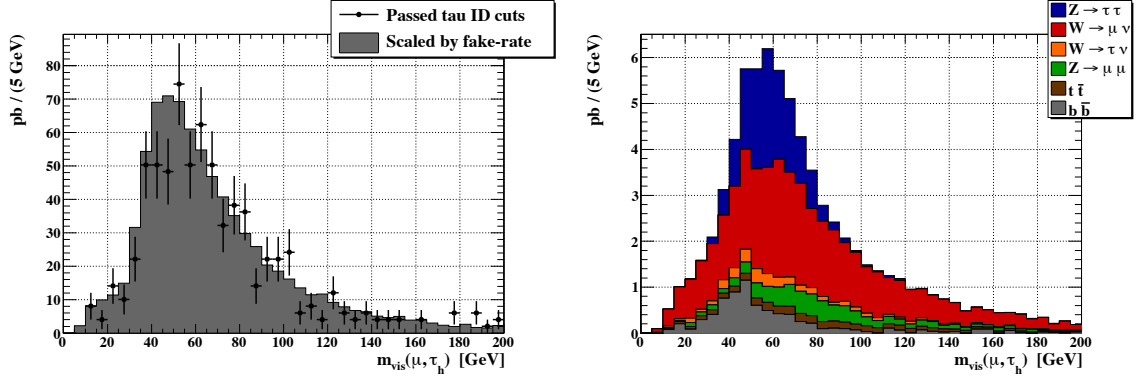 Passed tau ID cuts
Scaled by fake-rate
pb / (5 GeV)
80
70
60
50
40
30
20
10
0
0 20 40 60 80 100 120 140 160 180 200
m_vis(μ, τ_h) [GeV]
Z → τ τ
W → μ ν
W → τ ν
Z → μ μ
t t̄
b b̄
pb / (5 GeV)
6
5
4
3
2
1
0
0 20 40 60 80 100 120 140 160 180 200
m_vis(μ, τ_h) [GeV]